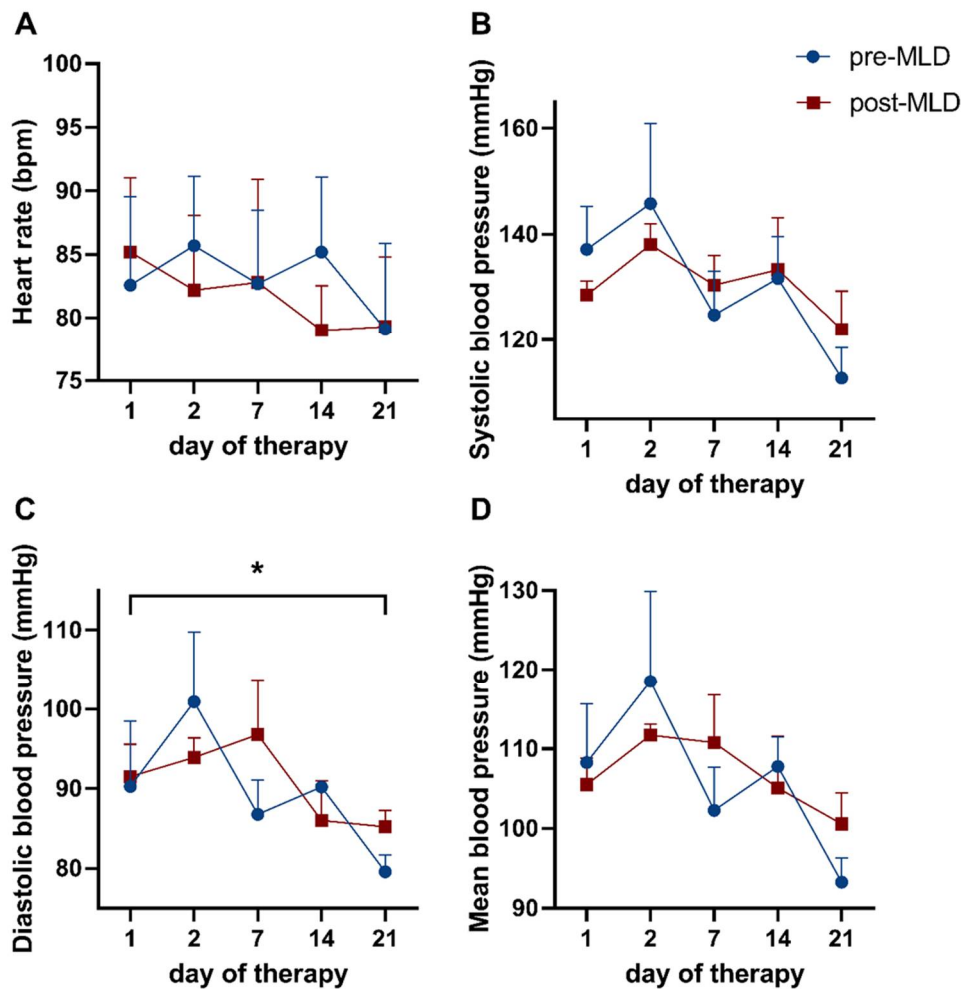 A
Heart rate (bpm)
100
95
90
85
80
75
1 2 7 14 21
day of therapy
B
pre-MLD
post-MLD
Systolic blood pressure (mmHg)
160
140
120
1 2 7 14 21
day of therapy
C
*
Diastolic blood pressure (mmHg)
110
100
90
80
1 2 7 14 21
day of therapy
D
Mean blood pressure (mmHg)
130
120
110
100
90
1 2 7 14 21
day of therapy